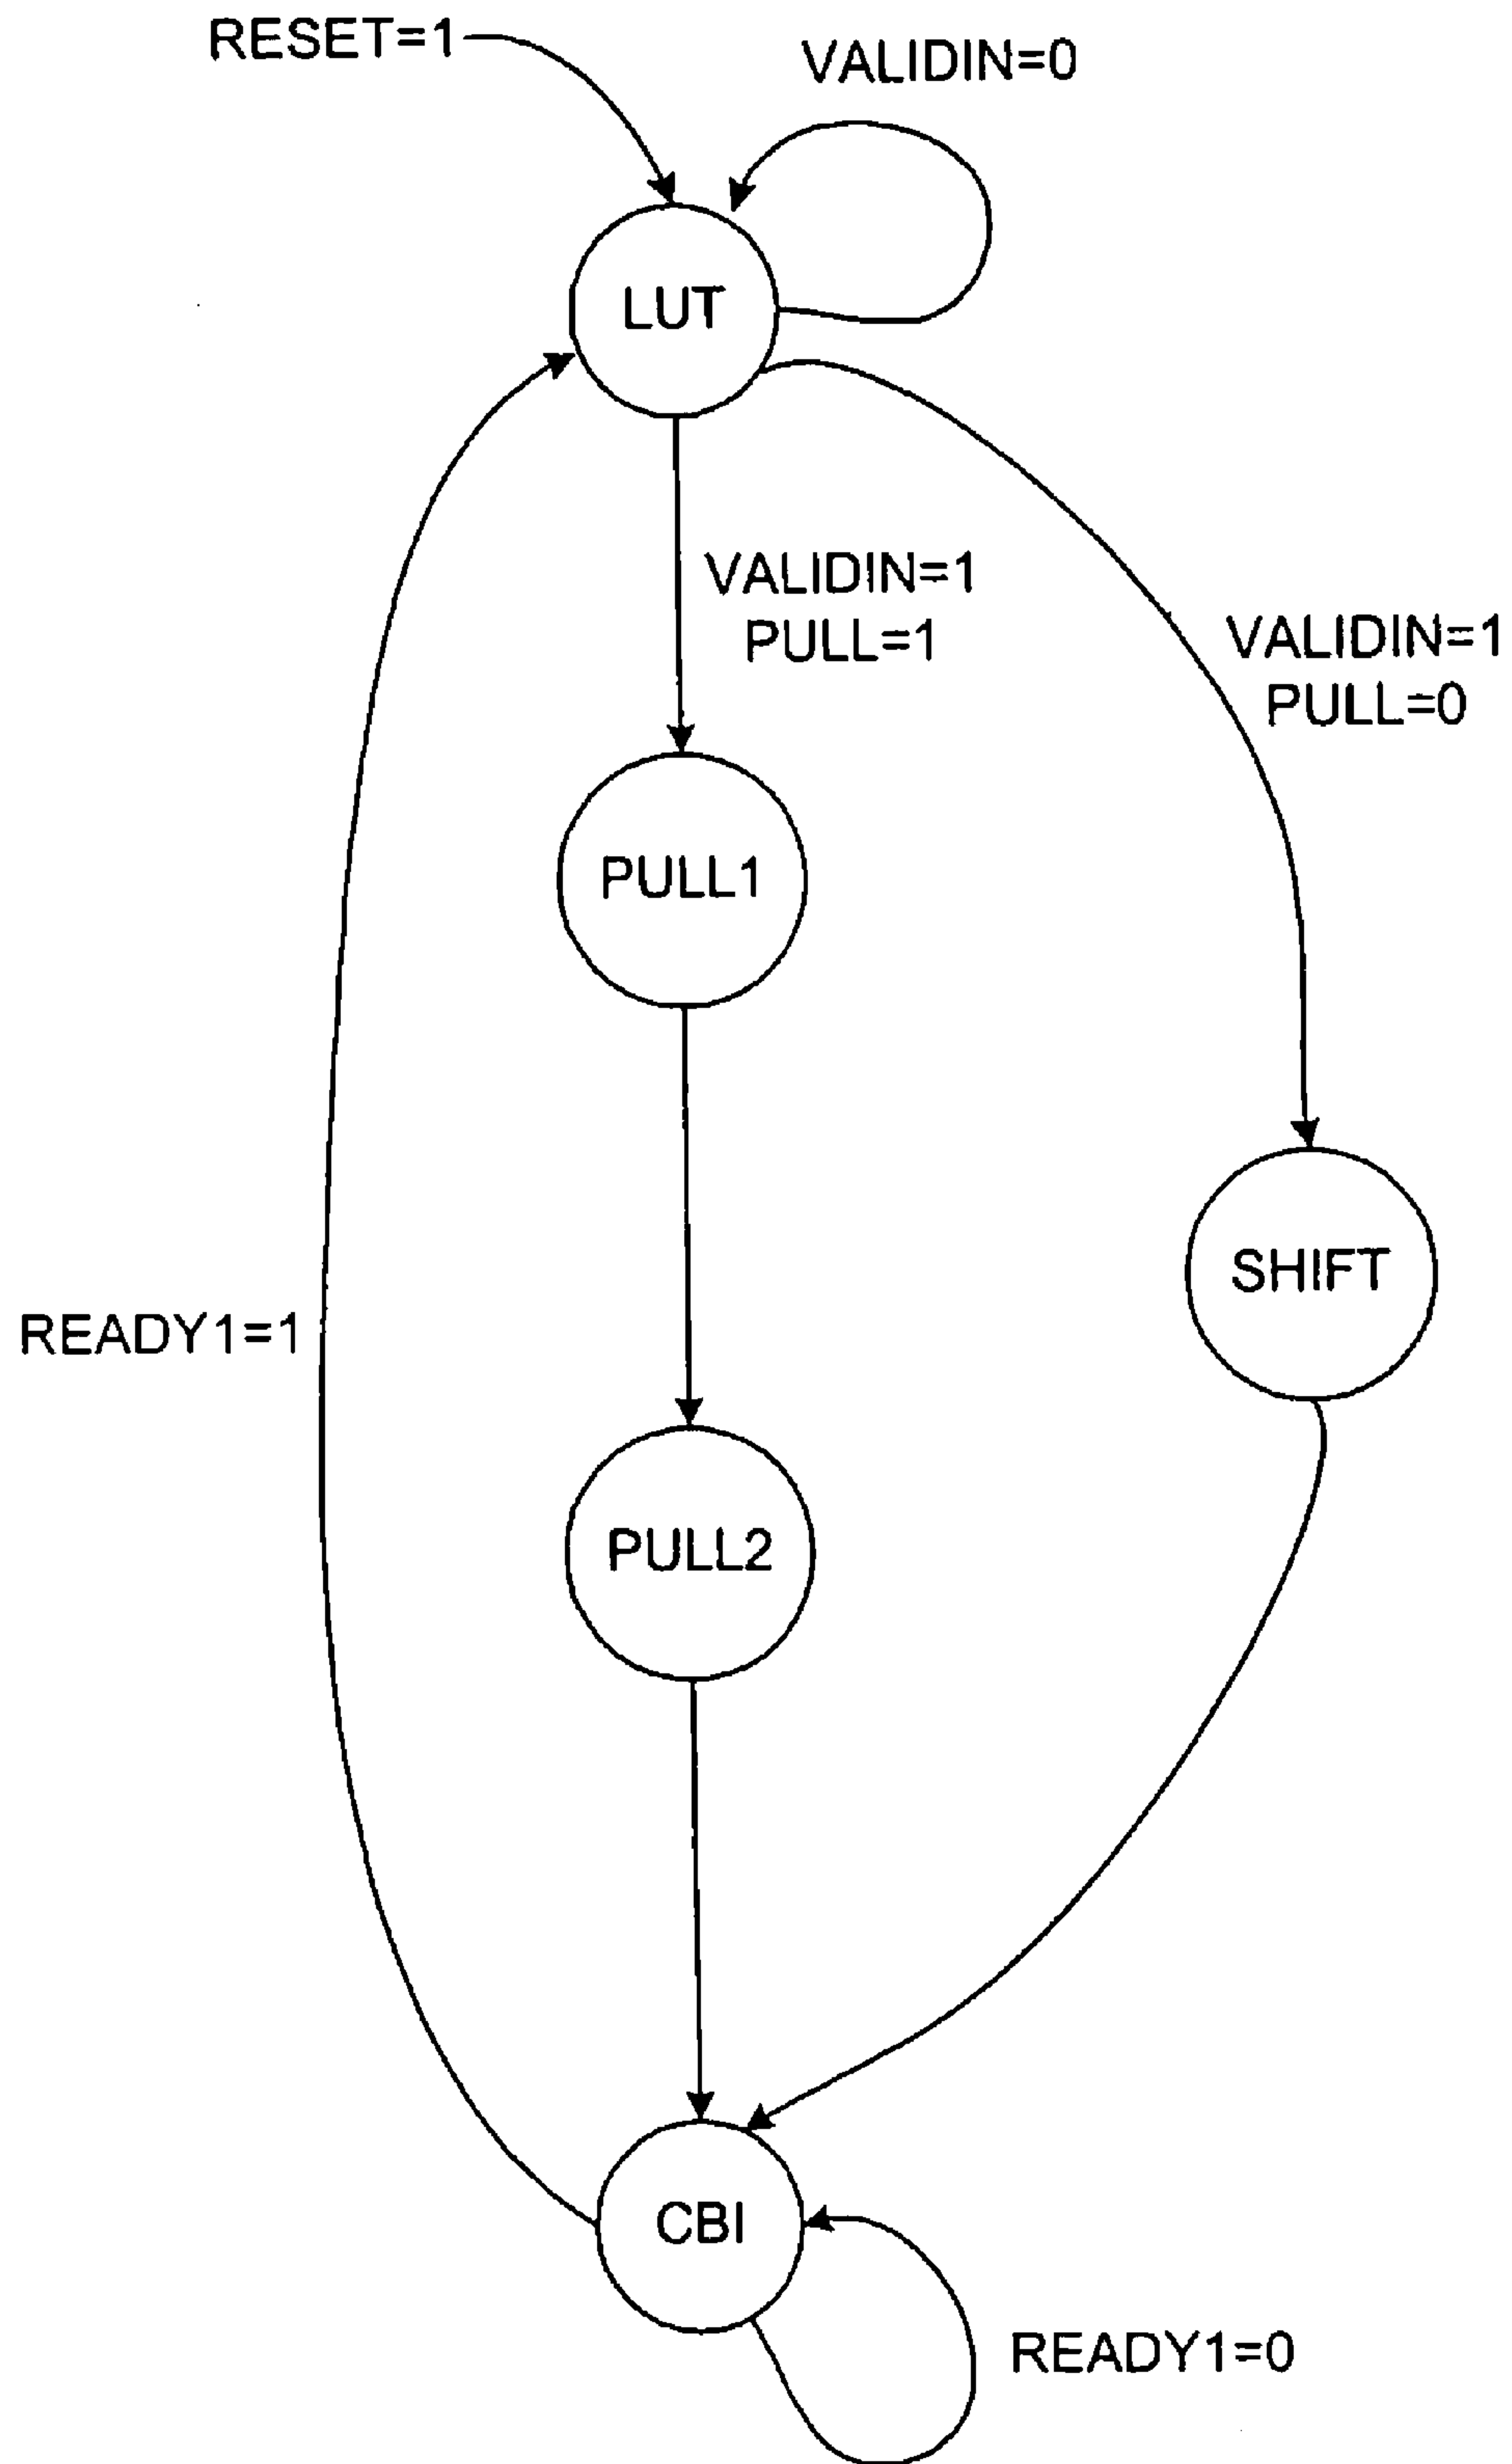 RESET=1
VALIDIN=0
LUT
VALIDIN=1
PULL=1
VALIDIN=1
PULL=0
PULL1
SHIFT
READY1=1
PULL2
CBI
READY1=0